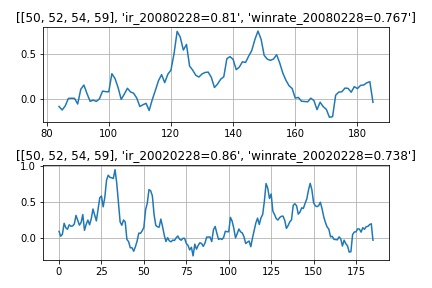 [[50, 52, 54, 59], 'ir_20080228=0.81', 'winrate_20080228=0.767']
0.5
0.0
80 100 120 140 160 180
[[50, 52, 54, 59], 'ir_20020228=0.86', 'winrate_20020228=0.738']
1.0
0.5
0.0
0 25 50 75 100 125 150 175